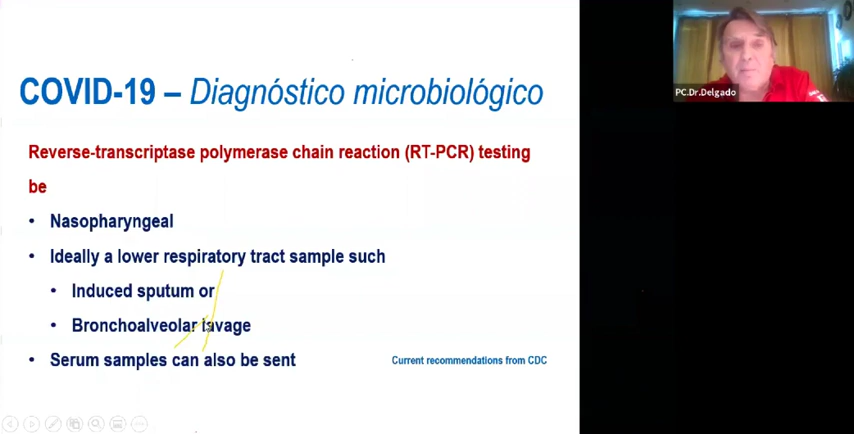 COVID-19 – Diagnóstico microbiológico
Reverse-transcriptase polymerase chain reaction (RT-PCR) testing
be
• Nasopharyngeal
• Ideally a lower respiratory tract sample such
• Induced sputum or
• Bronchoalveolar lavage
• Serum samples can also be sent
Current recommendations from CDC
PC.Dr.Delgado